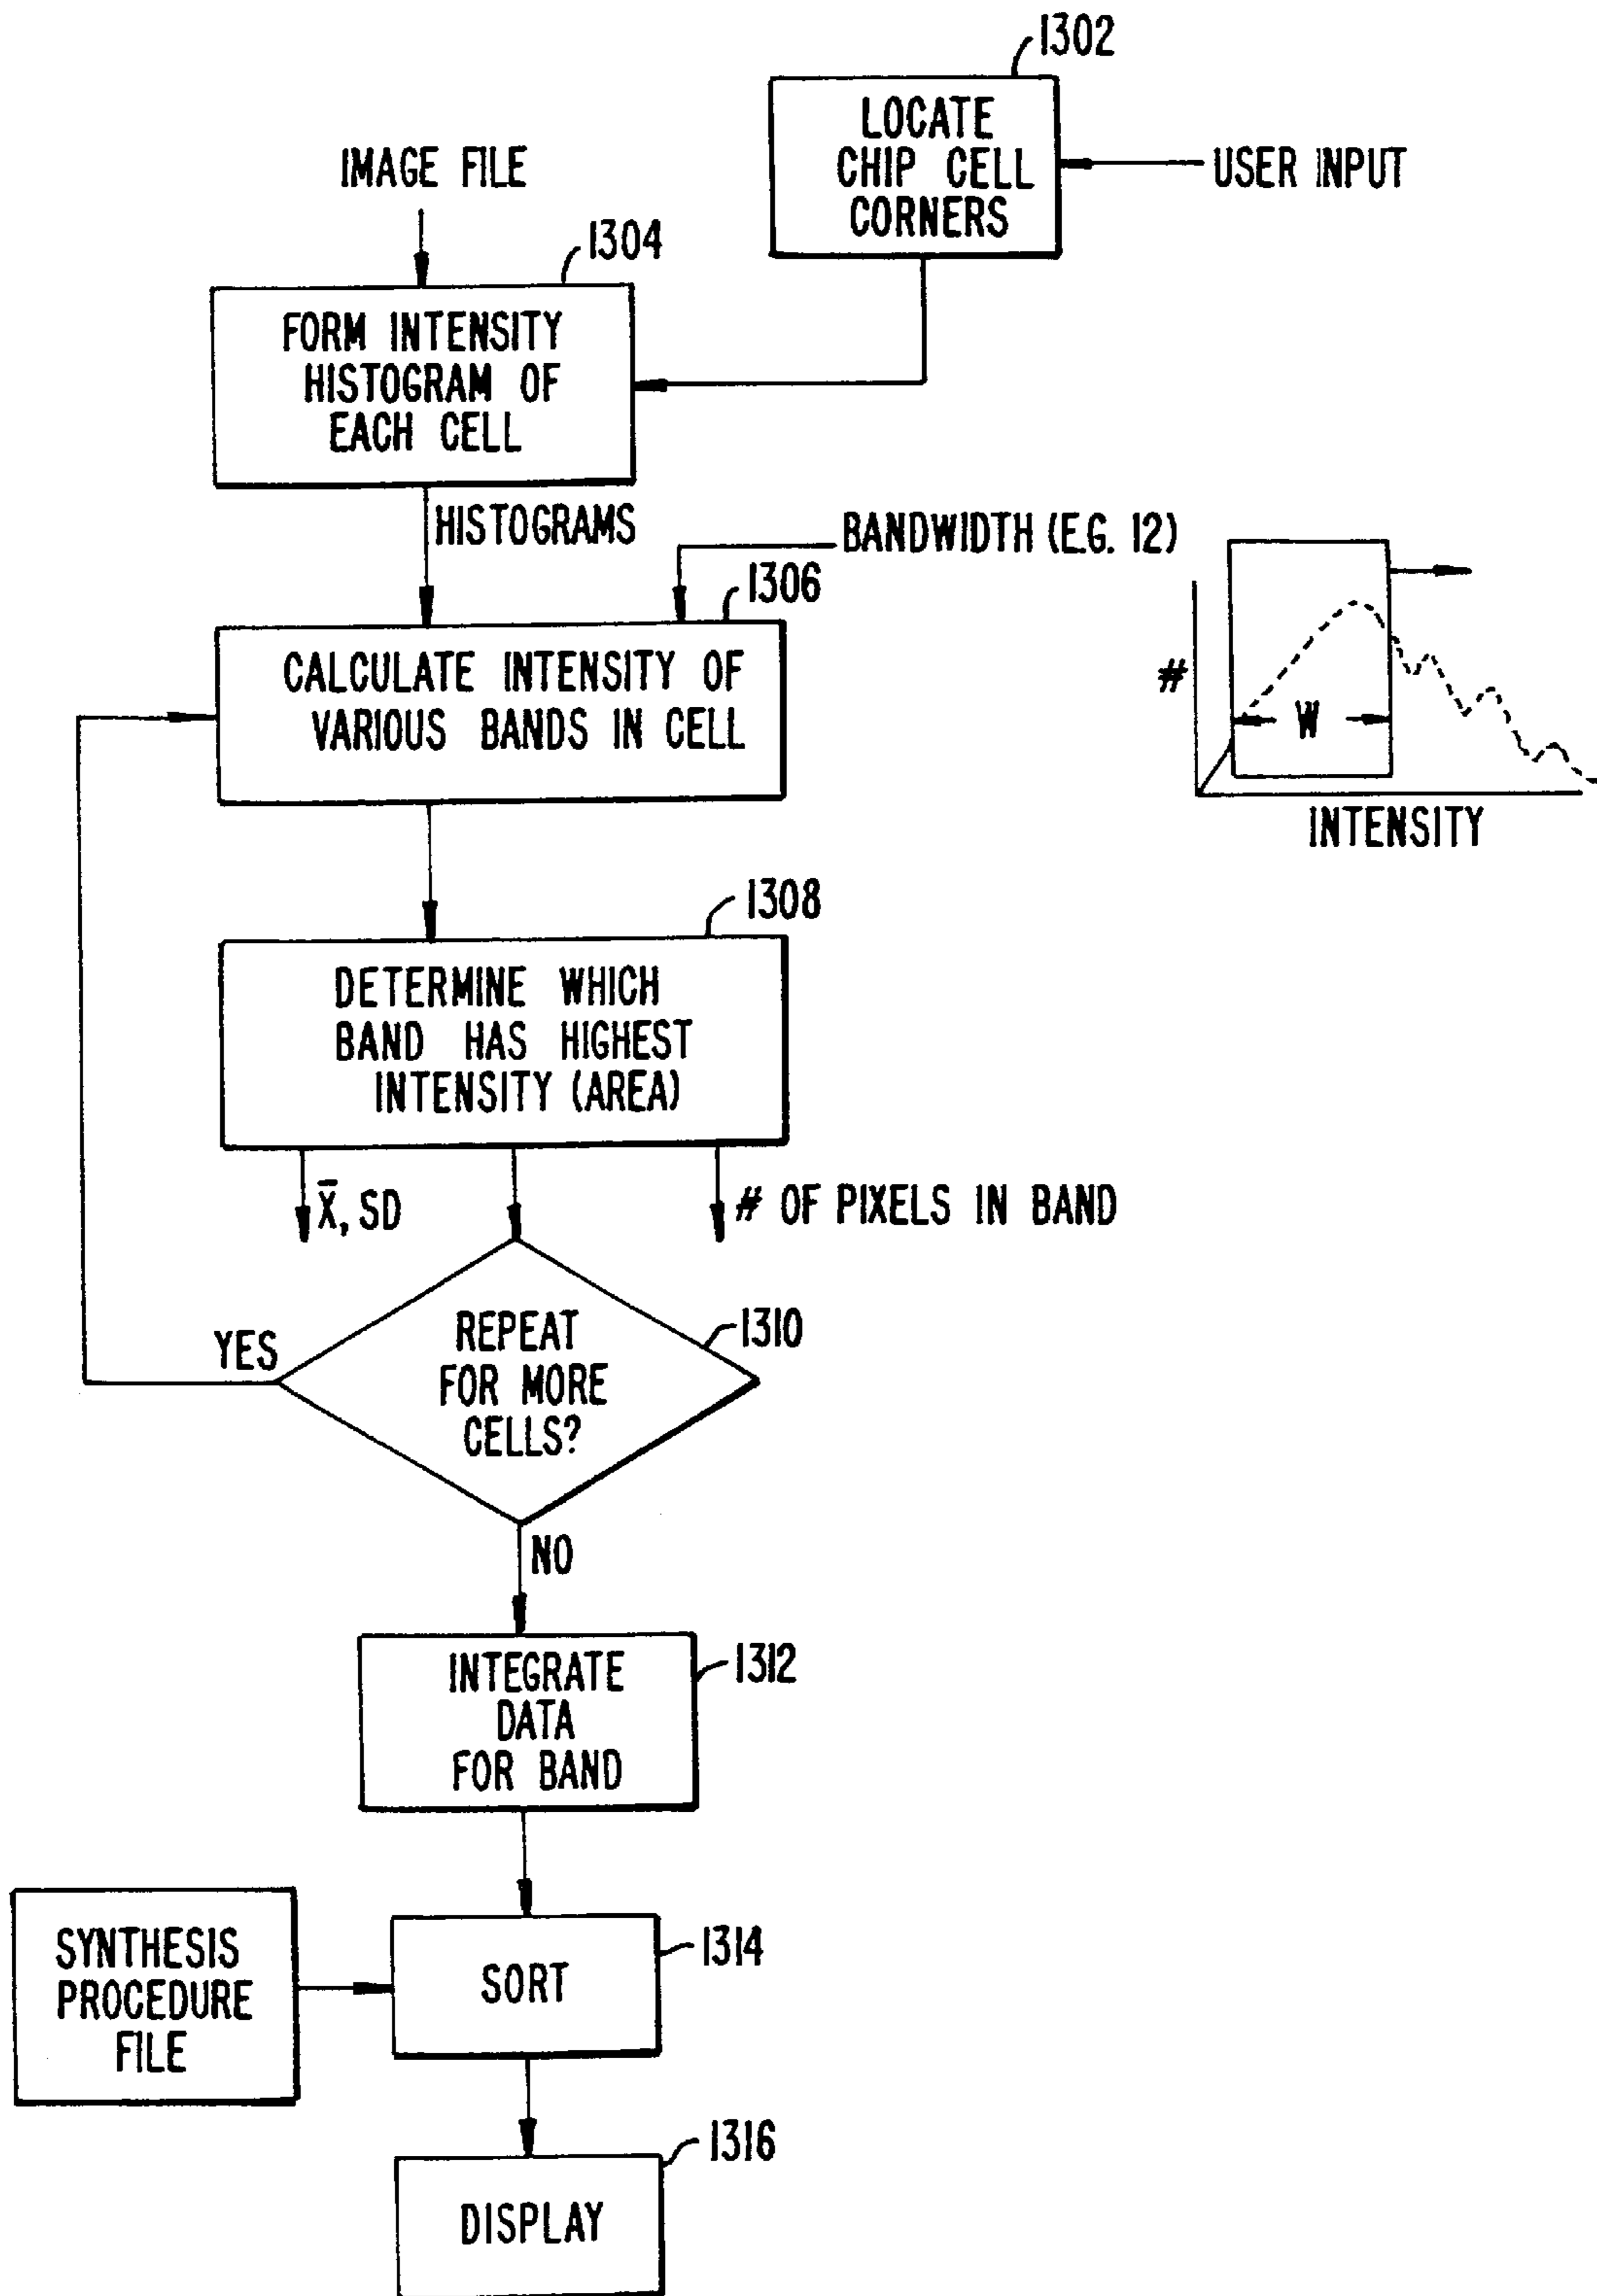 1302
LOCATE
CHIP CELL
CORNERS
USER INPUT
IMAGE FILE
1304
FORM INTENSITY
HISTOGRAM OF
EACH CELL
HISTOGRAMS
BANDWIDTH (E.G. 12)
1306
CALCULATE INTENSITY OF
VARIOUS BANDS IN CELL
#
W
INTENSITY
1308
DETERMINE WHICH
BAND HAS HIGHEST
INTENSITY (AREA)
X̅, SD
# OF PIXELS IN BAND
1310
REPEAT
FOR MORE
CELLS?
YES
NO
1312
INTEGRATE
DATA
FOR BAND
SYNTHESIS
PROCEDURE
FILE
1314
SORT
1316
DISPLAY